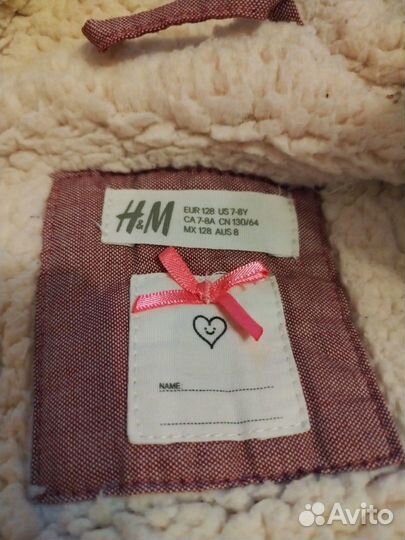 H&M
EUR 128 US 7-8Y
CA 7-8A CN 130/64
MX 128 AUS 8
NAME
Avito